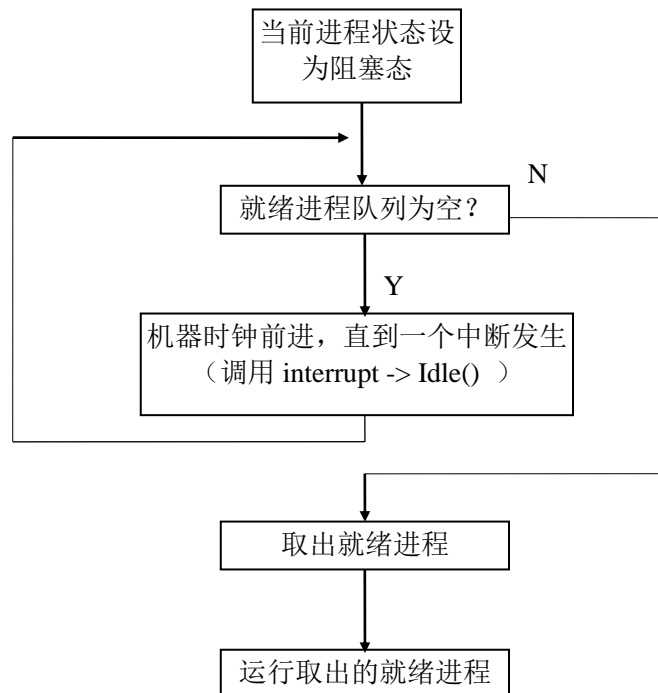 当前进程状态设
为阻塞态
N
就绪进程队列为空?
Y
机器时钟前进，直到一个中断发生
（调用 interrupt -> Idle() ）
取出就绪进程
运行取出的就绪进程